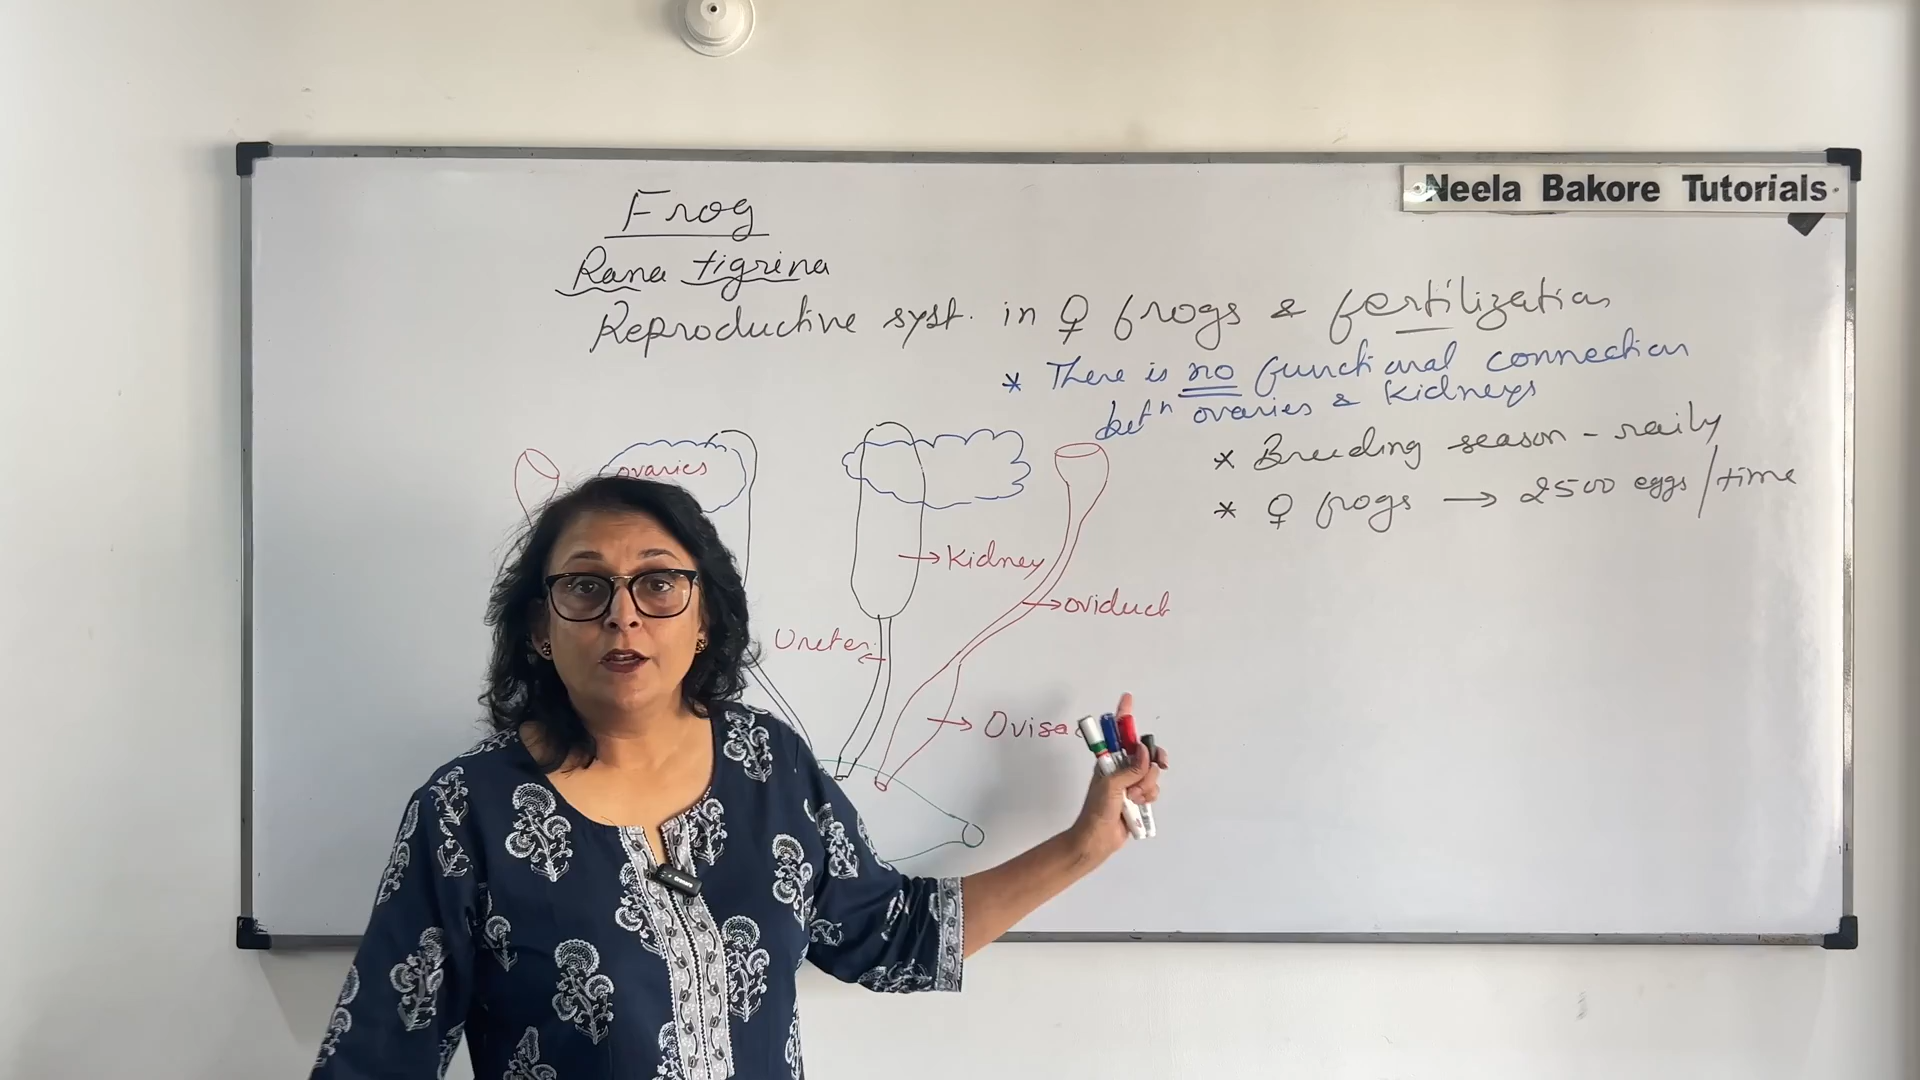 Neela Bakore Tutorials
Frog
Rana tigrina
Reproductive syst. in ♀ frogs & fertilization
* There is no functional connection
betⁿ ovaries & kidneys
* Breeding season - rainy
* ♀ frogs → 2500 eggs/time
ovaries
Kidney
oviduct
Ureter
Ovisac